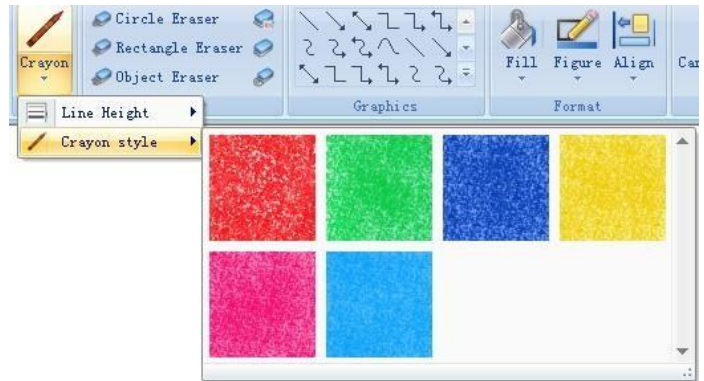 Crayon
Circle Eraser
Rectangle Eraser
Object Eraser
Graphics
Fill
Figure
Align
Format
Line Height
Crayon style